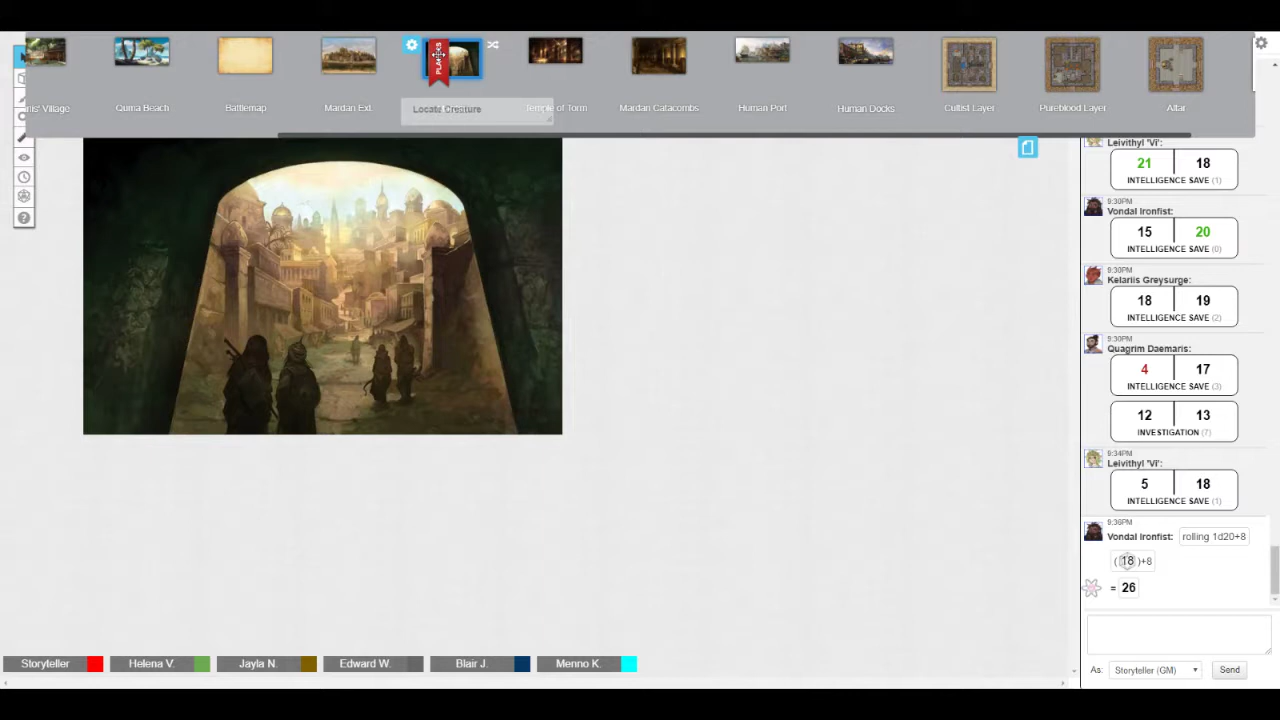 PLA
nis' Village
Quma Beach
Battlemap
Mardan Ext.
Locate Creature
Temple of Torm
Mardan Catacombs
Human Port
Human Docks
Cultist Layer
Pureblood Layer
Altar
Leivithyl 'Vi':
21 18
INTELLIGENCE SAVE (1)
9:30PM
Vondal Ironfist:
15 20
INTELLIGENCE SAVE (0)
9:30PM
Kelariis Greysurge:
18 19
INTELLIGENCE SAVE (2)
9:30PM
Quagrim Daemaris:
4 17
INTELLIGENCE SAVE (3)
12 13
INVESTIGATION (7)
9:34PM
Leivithyl 'Vi':
5 18
INTELLIGENCE SAVE (1)
9:36PM
Vondal Ironfist: rolling 1d20+8
(18)+8
= 26
As: Storyteller (GM) Send
Storyteller
Helena V.
Jayla N.
Edward W.
Blair J.
Menno K.